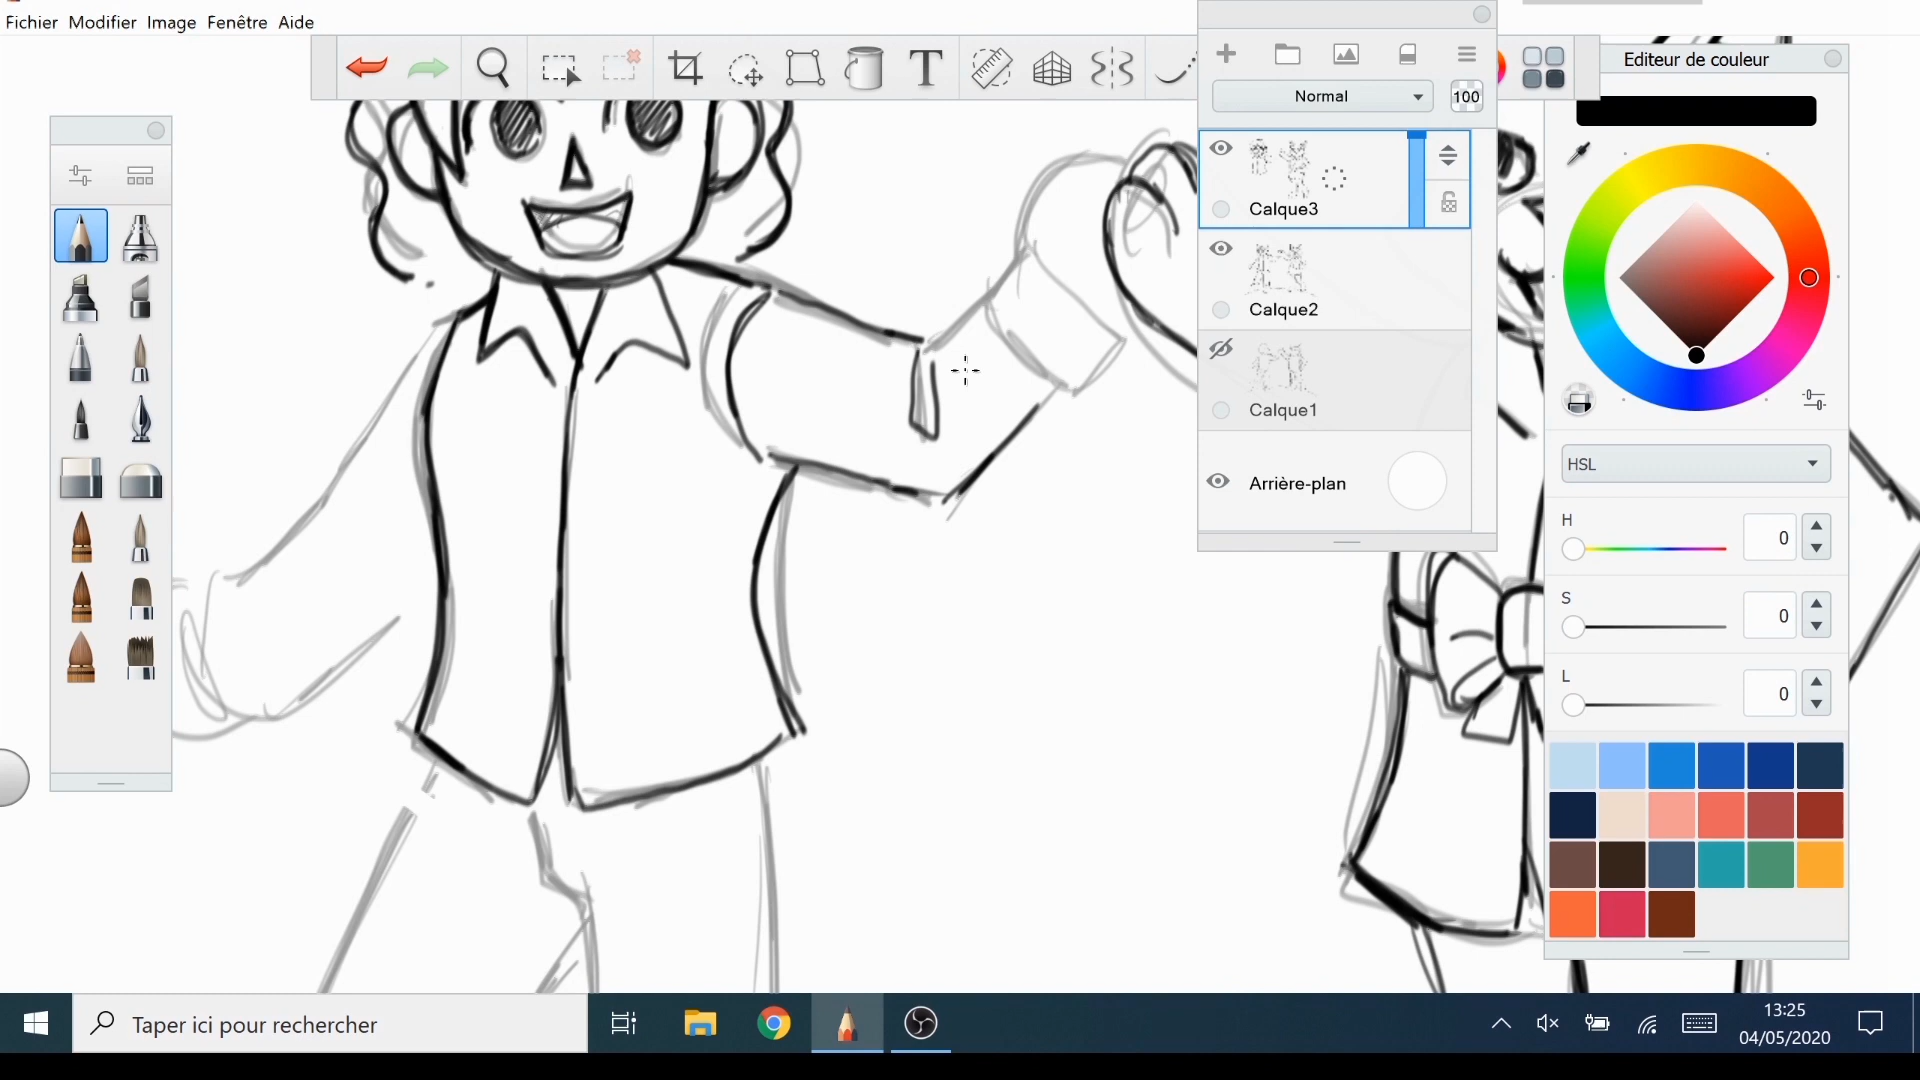 Fichier Modifier Image Fenêtre Aide
T
Editeur de couleur
Normal 100
Calque3
Calque2
Calque1
Arrière-plan
HSL
H
0
S
0
L
0
Taper ici pour rechercher
13:25
04/05/2020